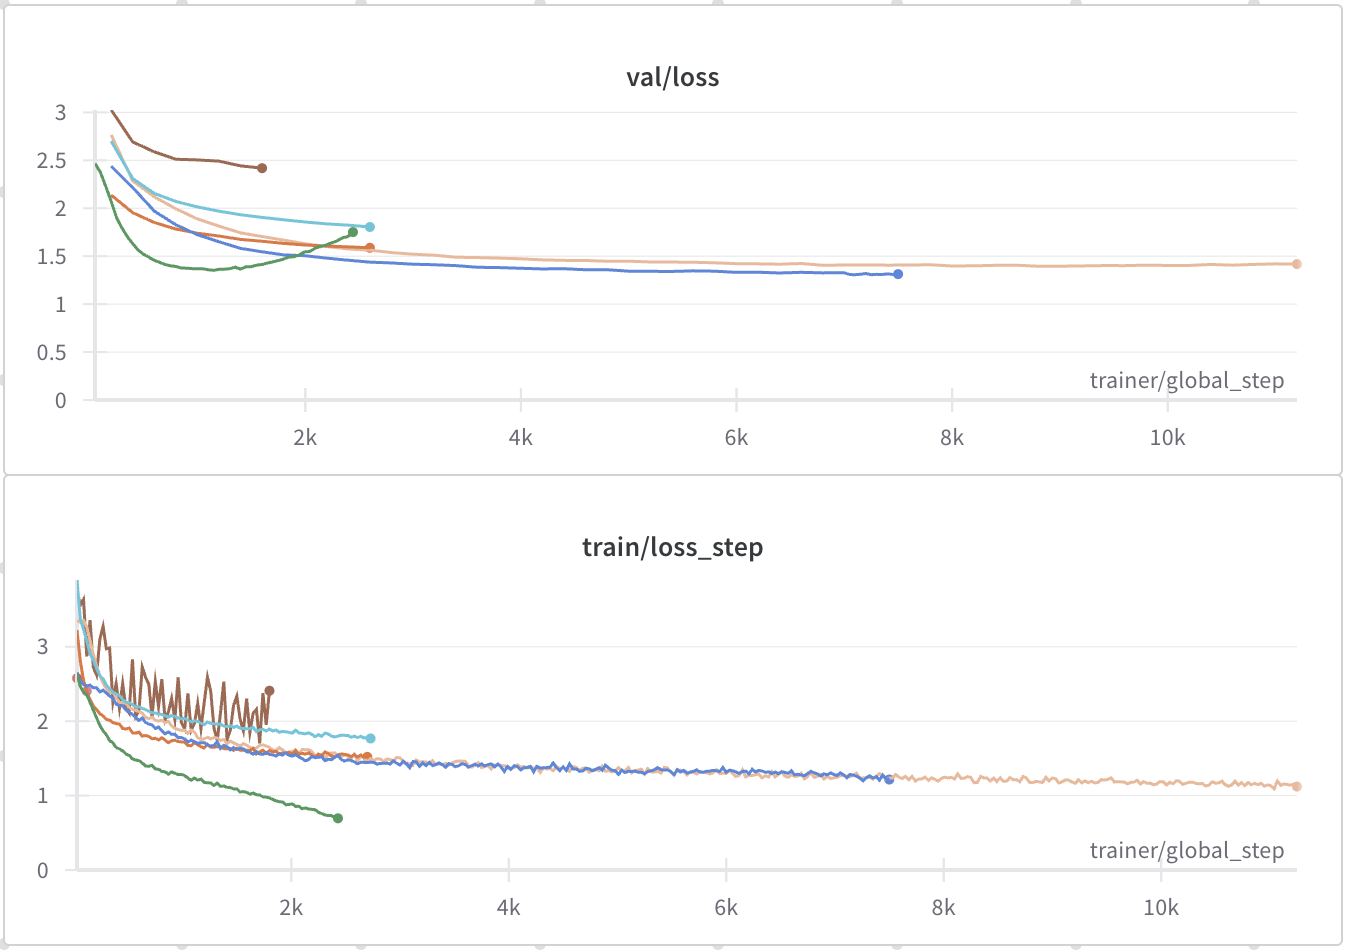 val/loss
3
2.5
2
1.5
1
0.5
0
trainer/global_step
2k 4k 6k 8k 10k
train/loss_step
3
2
1
0
trainer/global_step
2k 4k 6k 8k 10k